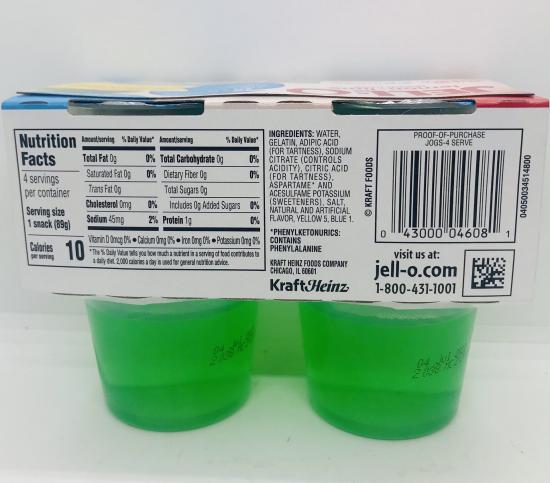 JELL-O
Nutrition
Facts
4 servings
per container
Serving size
1 snack (89g)
Calories
per serving
10
Amount/serving % Daily Value*
Total Fat 0g 0%
Saturated Fat 0g 0%
Trans Fat 0g
Cholesterol 0mg 0%
Sodium 45mg 2%
Amount/serving % Daily Value*
Total Carbohydrate 0g 0%
Dietary Fiber 0g 0%
Total Sugars 0g
Includes 0g Added Sugars 0%
Protein 1g
Vitamin D 0mcg 0% • Calcium 0mg 0% • Iron 0mg 0% • Potassium 0mg 0%
*The % Daily Value tells you how much a nutrient in a serving of food contributes to
a daily diet. 2,000 calories a day is used for general nutrition advice.
INGREDIENTS: WATER,
GELATIN, ADIPIC ACID
(FOR TARTNESS), SODIUM
CITRATE (CONTROLS
ACIDITY), CITRIC ACID
(FOR TARTNESS),
ASPARTAME* AND
ACESULFAME POTASSIUM
(SWEETENERS), SALT,
NATURAL AND ARTIFICIAL
FLAVOR, YELLOW 5, BLUE 1.
*PHENYLKETONURICS:
CONTAINS
PHENYLALANINE
KRAFT HEINZ FOODS COMPANY
CHICAGO, IL 60601
KraftHeinz
© KRAFT FOODS
PROOF-OF-PURCHASE
JOGS-4 SERVE
0 43000 04608 1
04050034514800
visit us at:
jell-o.com
1-800-431-1001